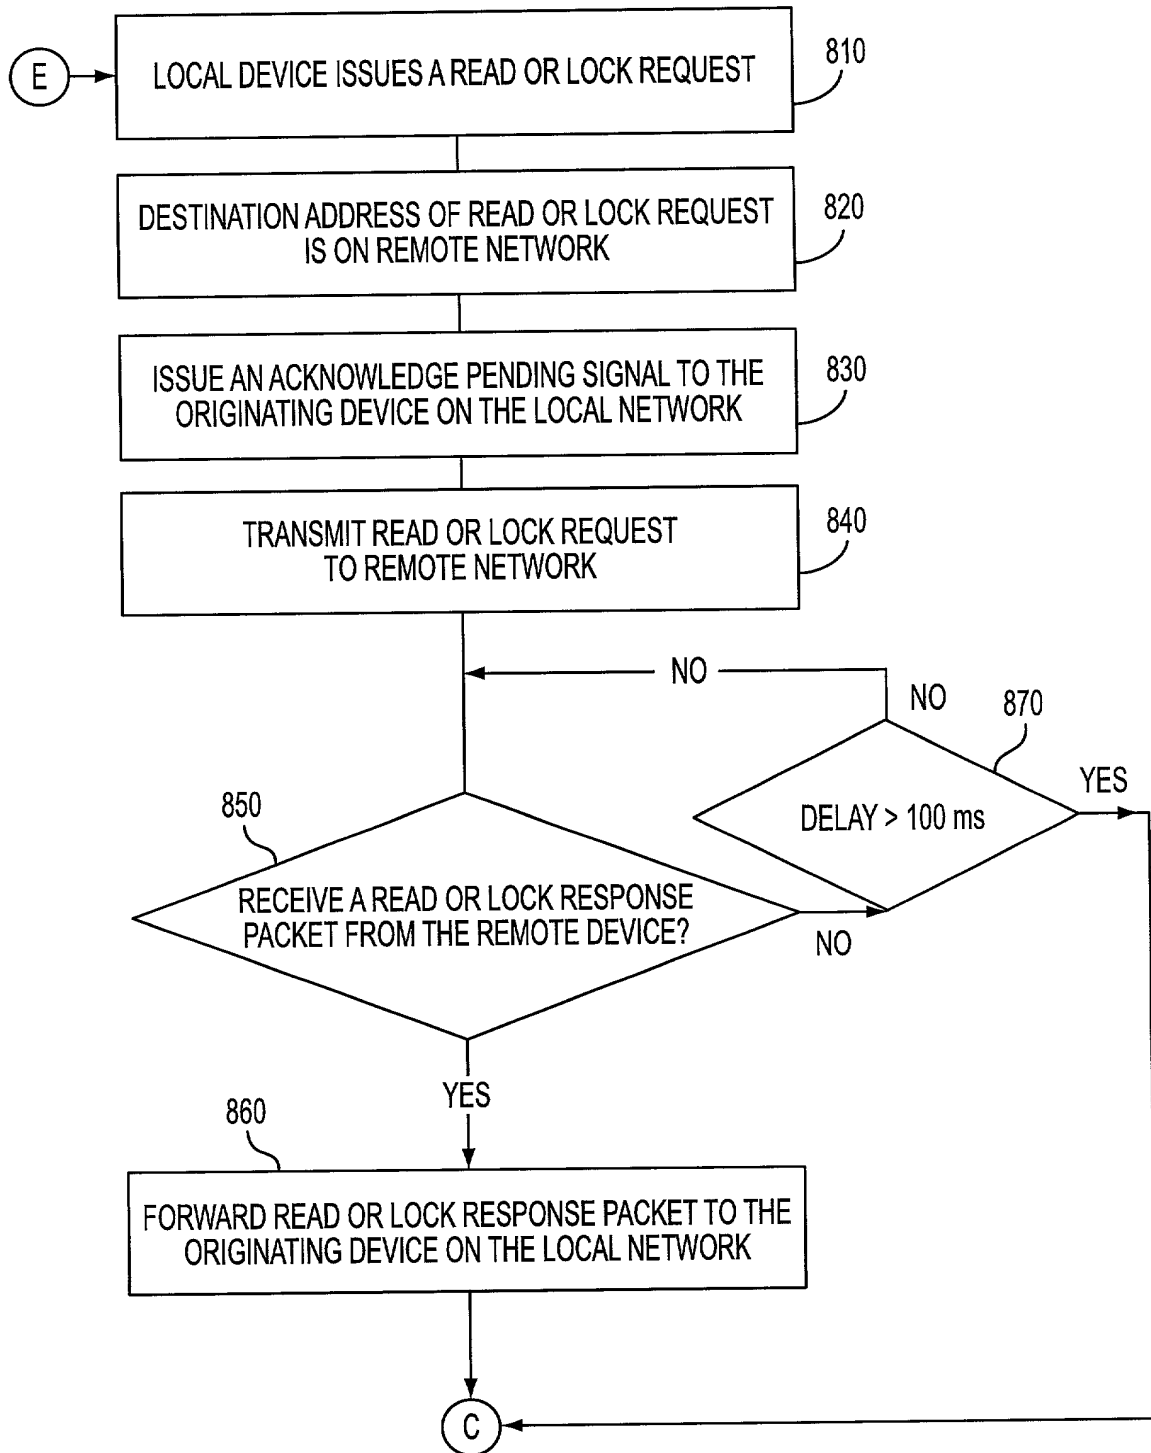 E
LOCAL DEVICE ISSUES A READ OR LOCK REQUEST
810
DESTINATION ADDRESS OF READ OR LOCK REQUEST
IS ON REMOTE NETWORK
820
ISSUE AN ACKNOWLEDGE PENDING SIGNAL TO THE
ORIGINATING DEVICE ON THE LOCAL NETWORK
830
TRANSMIT READ OR LOCK REQUEST
TO REMOTE NETWORK
840
NO
NO
870
YES
DELAY > 100 ms
850
RECEIVE A READ OR LOCK RESPONSE
PACKET FROM THE REMOTE DEVICE?
NO
YES
860
FORWARD READ OR LOCK RESPONSE PACKET TO THE
ORIGINATING DEVICE ON THE LOCAL NETWORK
C